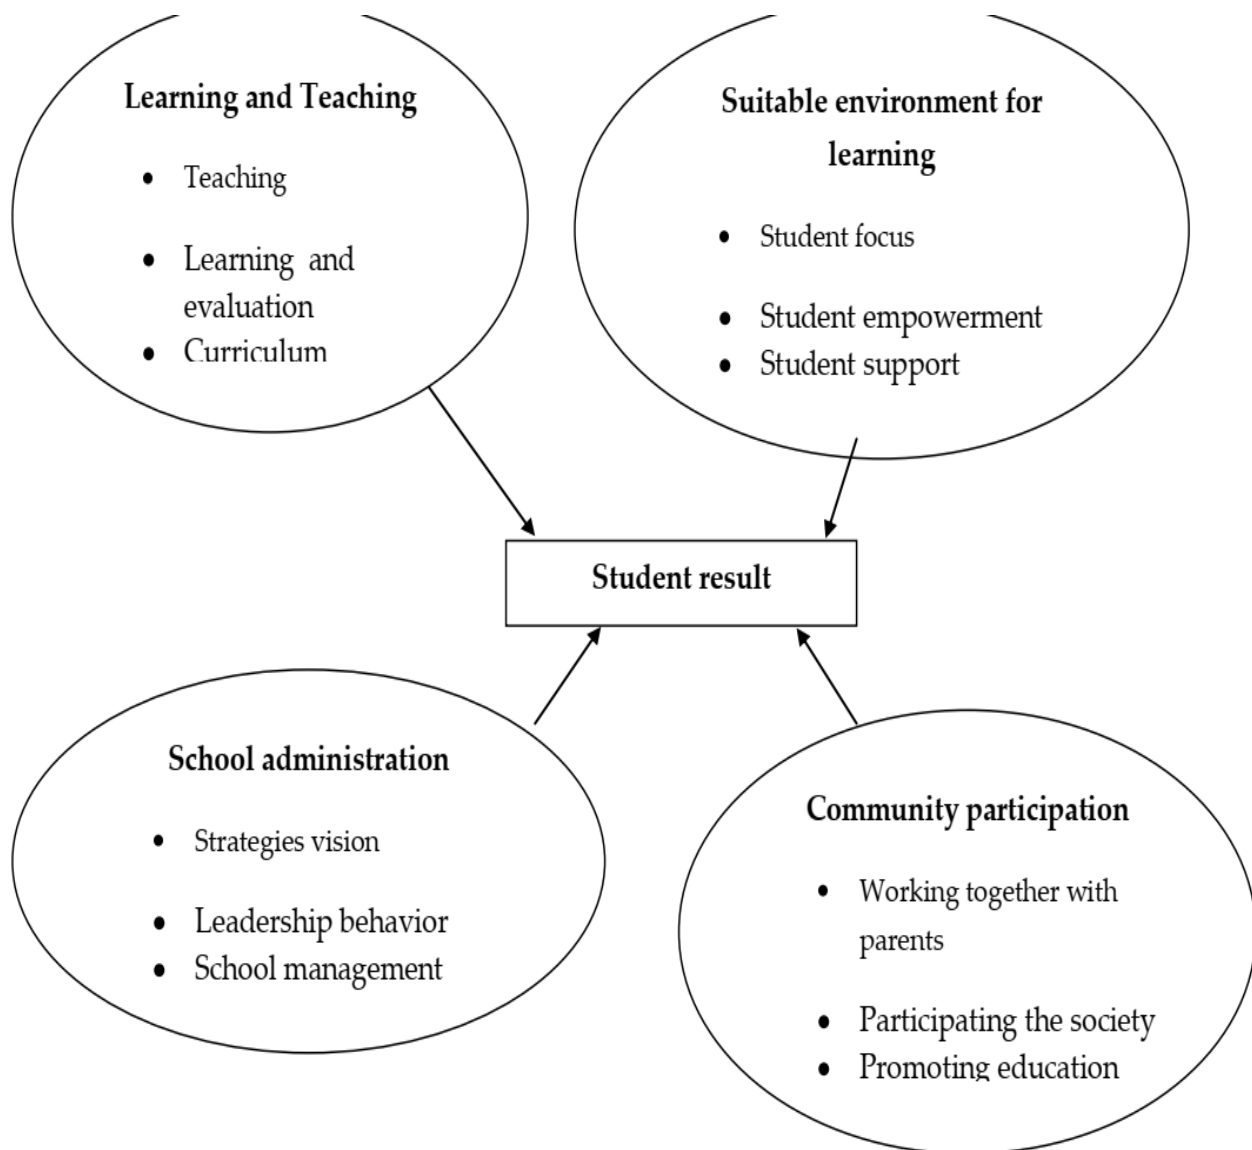 Learning and Teaching
• Teaching
• Learning and
evaluation
• Curriculum
Suitable environment for
learning
• Student focus
• Student empowerment
• Student support
Student result
School administration
• Strategies vision
• Leadership behavior
• School management
Community participation
• Working together with
parents
• Participating the society
• Promoting education